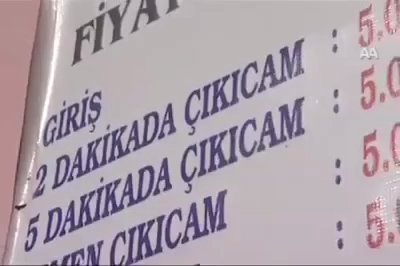 FİYAT
GİRİŞ
2 DAKİKADA ÇIKICAM : 5.0
5 DAKİKADA ÇIKICAM : 5.0
ÇIKICAM : 5.0
AA